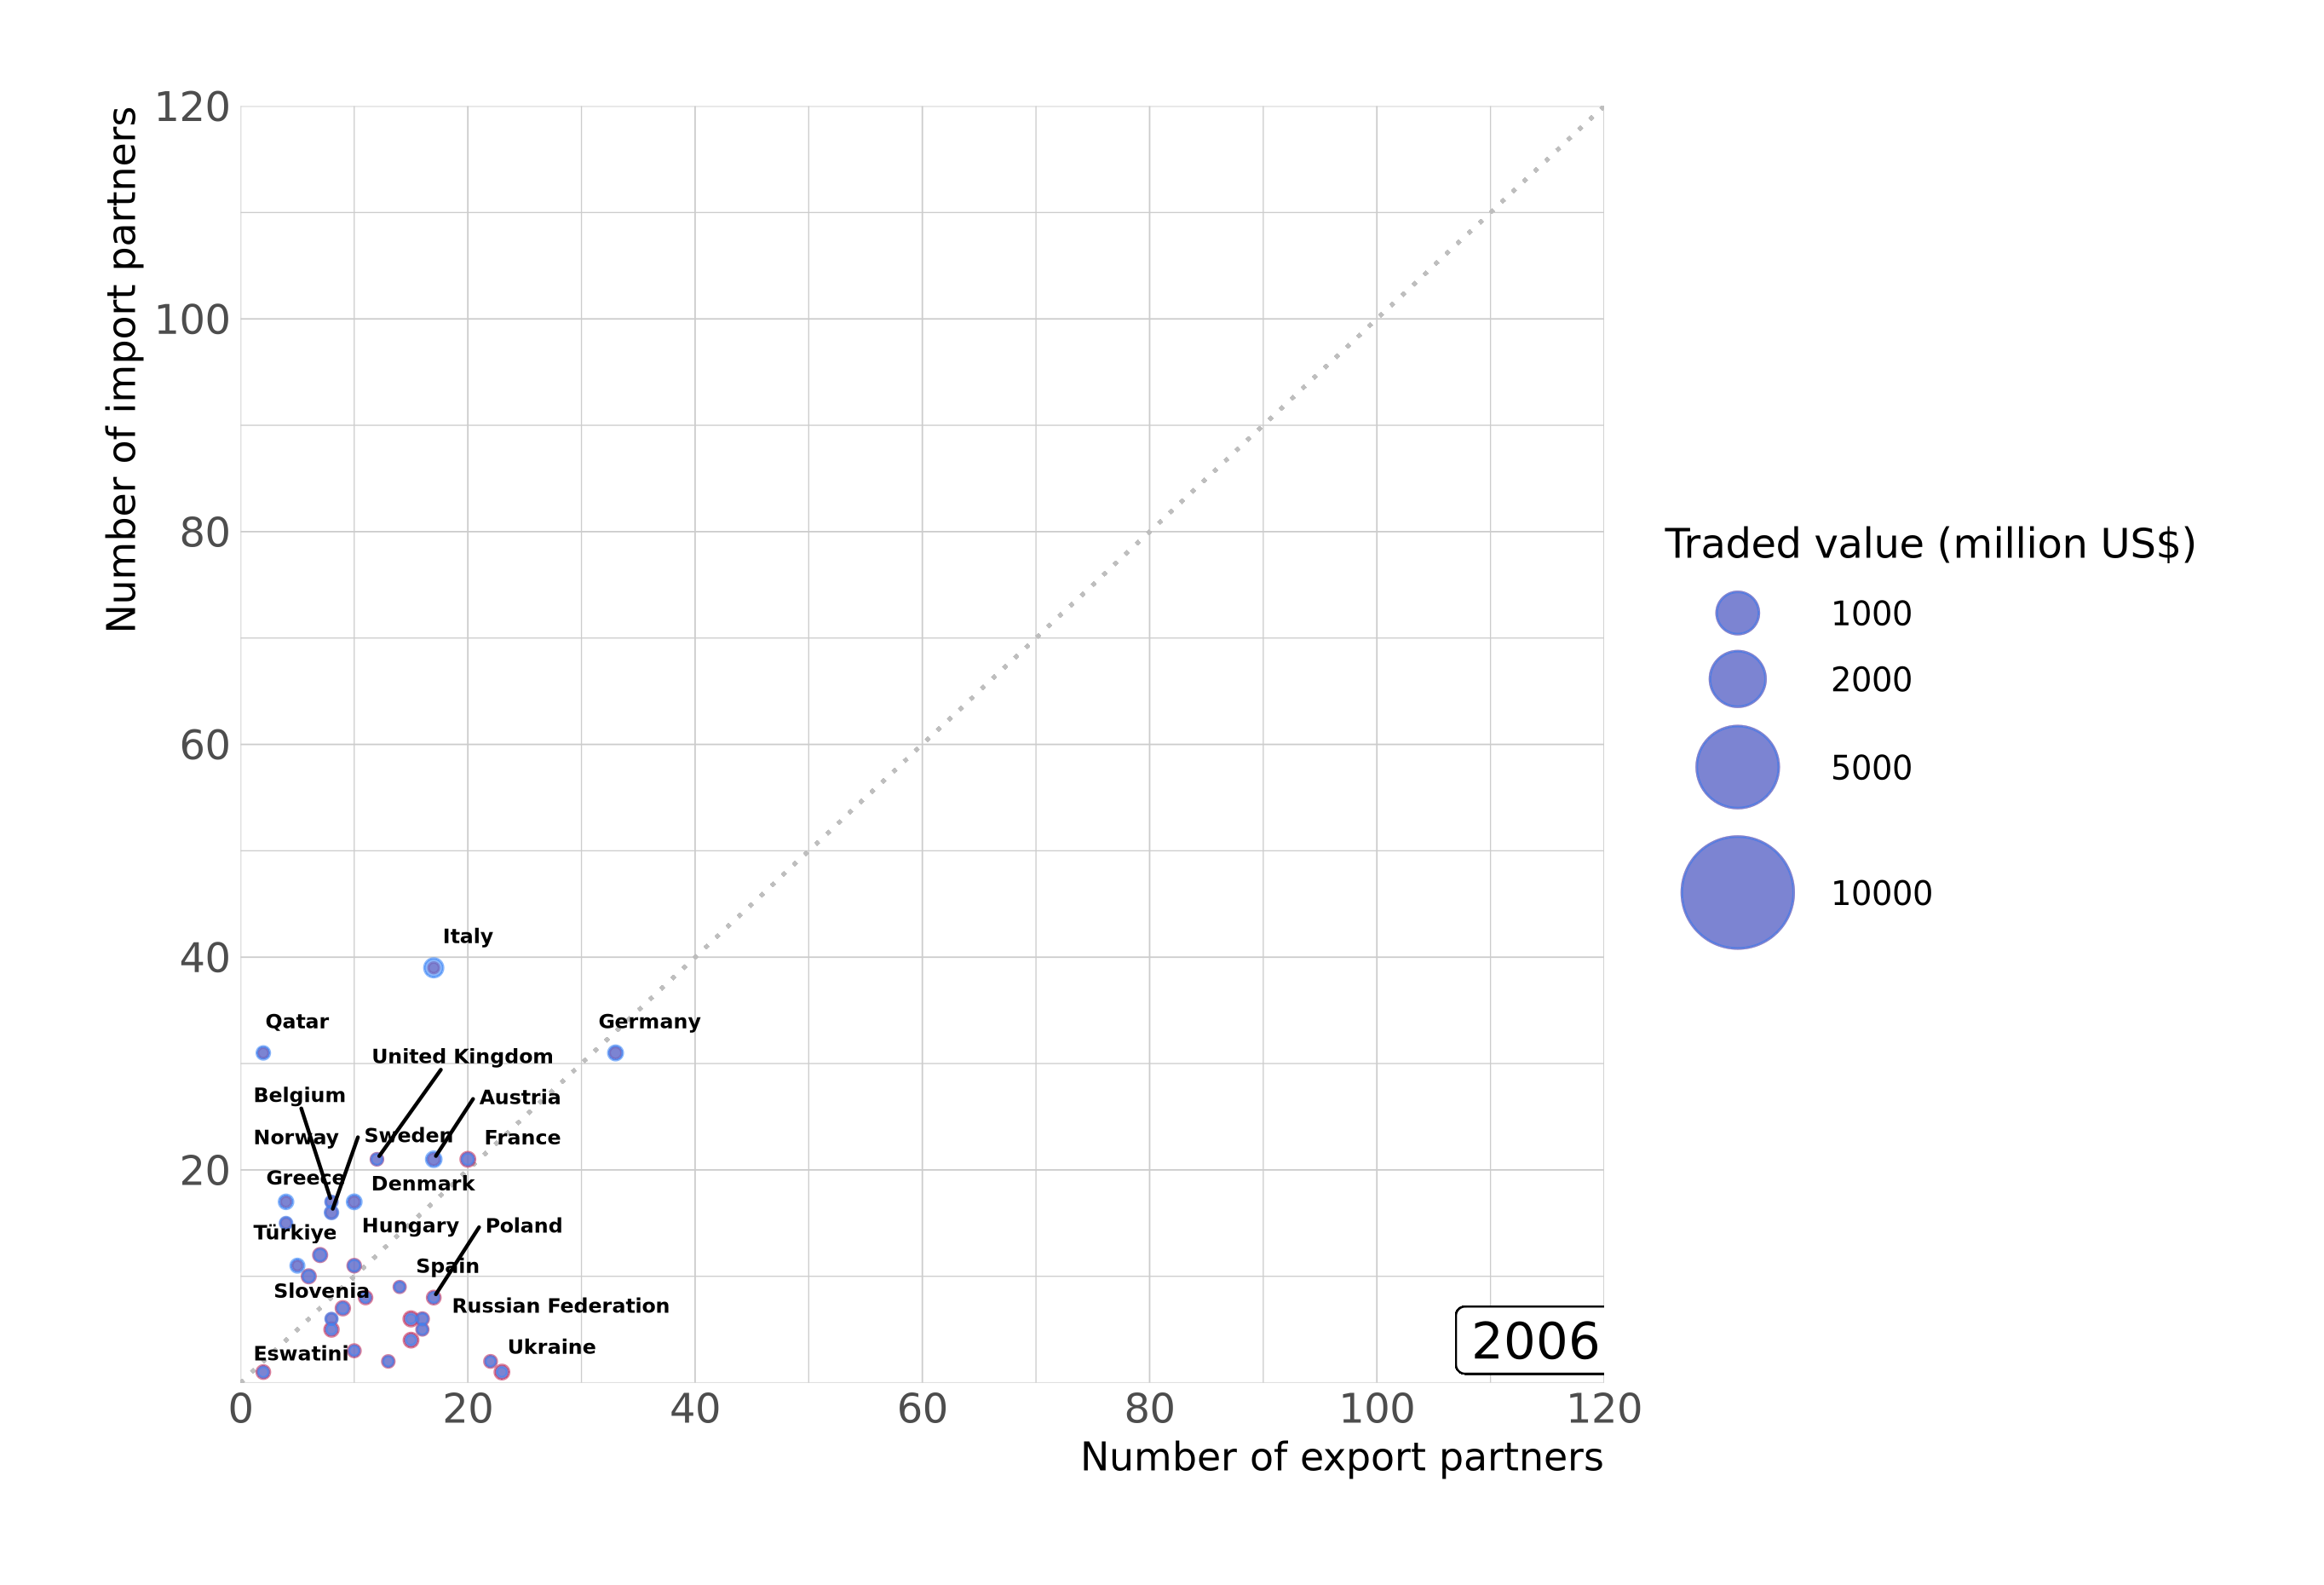 Number of import partners
120
100
80
60
40
20
Italy
Qatar
Germany
United Kingdom
Belgium
Austria
Norway
Sweden
France
Greece
Denmark
Türkiye
Hungary
Poland
Spain
Slovenia
Russian Federation
Eswatini
Ukraine
2006
0
20
40
60
80
100
120
Number of export partners
Traded value (million US$)
1000
2000
5000
10000